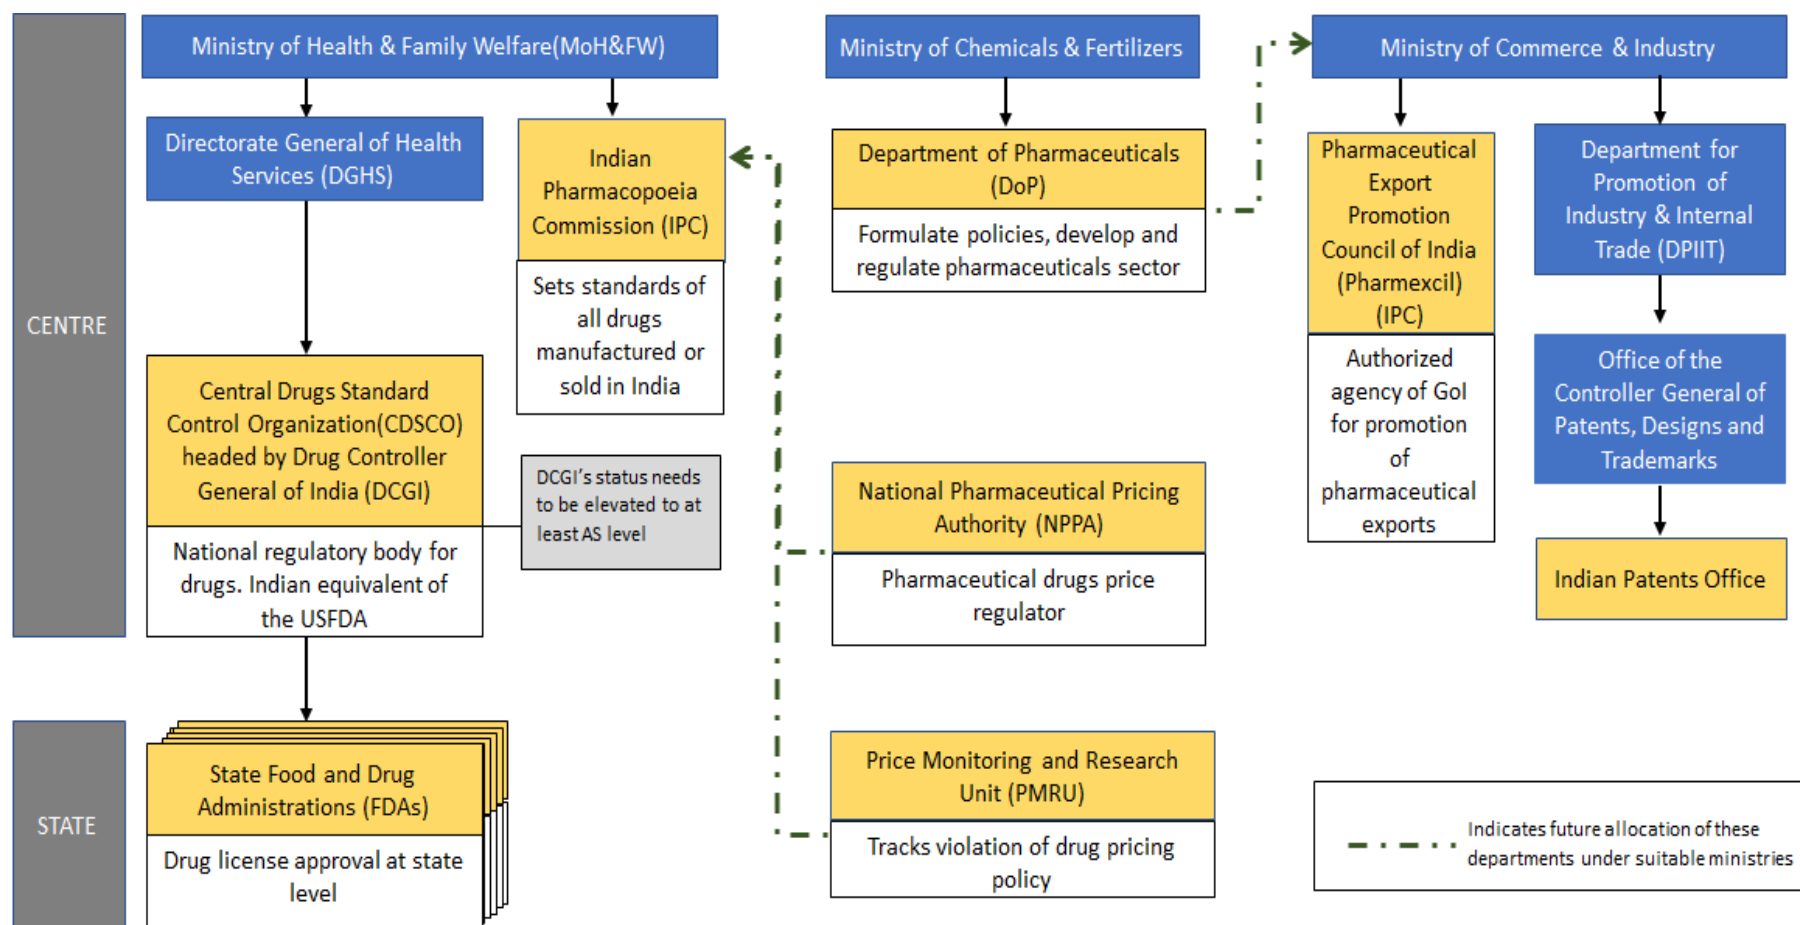 CENTRE
STATE
Ministry of Health & Family Welfare(MoH&FW)
Directorate General of Health
Services (DGHS)
Indian
Pharmacopoeia
Commission (IPC)
Sets standards of
all drugs
manufactured or
sold in India
Central Drugs Standard
Control Organization(CDSCO)
headed by Drug Controller
General of India (DCGI)
National regulatory body for
drugs. Indian equivalent of
the USFDA
DCGI's status needs
to be elevated to at
least AS level
State Food and Drug
Administrations (FDAs)
Drug license approval at state
level
Ministry of Chemicals & Fertilizers
Department of Pharmaceuticals
(DoP)
Formulate policies, develop and
regulate pharmaceuticals sector
National Pharmaceutical Pricing
Authority (NPPA)
Pharmaceutical drugs price
regulator
Price Monitoring and Research
Unit (PMRU)
Tracks violation of drug pricing
policy
Ministry of Commerce & Industry
Pharmaceutical
Export
Promotion
Council of India
(Pharmexcil)
(IPC)
Authorized
agency of GoI
for promotion
of
pharmaceutical
exports
Department for
Promotion of
Industry & Internal
Trade (DPIIT)
Office of the
Controller General of
Patents, Designs and
Trademarks
Indian Patents Office
Indicates future allocation of these
departments under suitable ministries